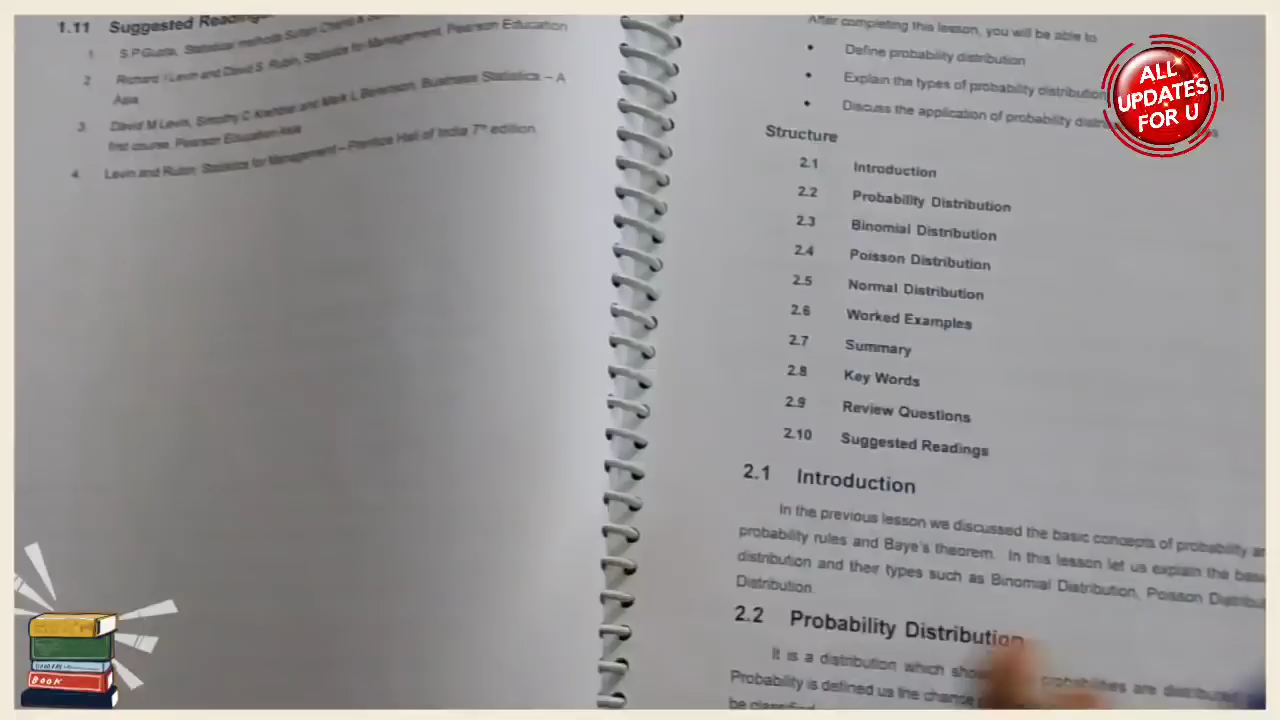 1.11 Suggested Readings
1 S.P.Gupta, Statistical methods Sultan Chand &
2 Richard I Levin and David S. Rubin, Statistics for Management, Pearson Education
Asia
3. David M Levin, Simothy C and Mark L Berenson, Business Statistics – A
first course, Pearson Education Asia
4. Levin and Rubin Statistics for Management – Prentice Hall of India 7th edition.
After completing this lesson, you will be able to
• Define probability distribution
• Explain the types of probability distribution
• Discuss the application of probability
Structure
2.1 Introduction
2.2 Probability Distribution
2.3 Binomial Distribution
2.4 Poisson Distribution
2.5 Normal Distribution
2.6 Worked Examples
2.7 Summary
2.8 Key Words
2.9 Review Questions
2.10 Suggested Readings
2.1 Introduction
In the previous lesson we discussed the basic concepts of probability
probability rules and Baye's theorem. In this lesson let us explain the
distribution and their types such as Binomial Distribution, Poisson
Distribution.
2.2 Probability Distribution
It is a distribution which probabilities are distributed
Probability is defined us the chance
be classified
ALL
UPDATES
FOR U
BOOK